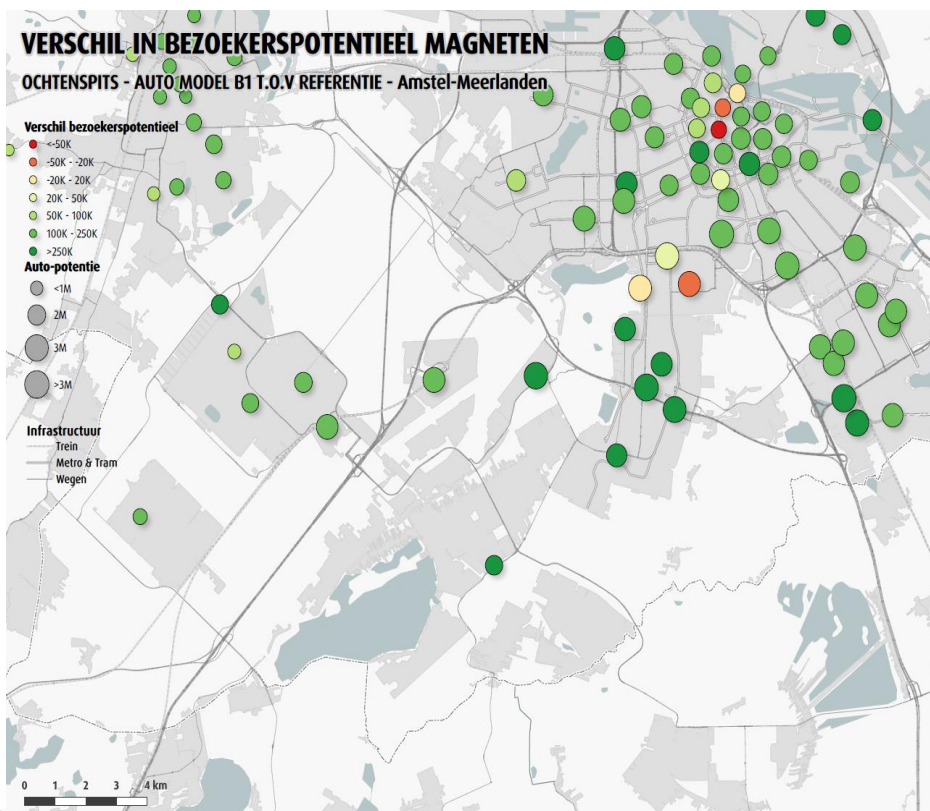 VERSCHIL IN BEZOEKERSPOTENTIEEL MAGNETEN
OCHTENSPITS - AUTO MODEL B1 T.O.V REFERENTIE - Amstel-Meerlanden
Verschil bezoekerspotentieel
<-50K
-50K - -20K
-20K - 20K
20K - 50K
50K - 100K
100K - 250K
>250K
Auto-potentie
<1M
2M
3M
>3M
Infrastructuur
Trein
Metro & Tram
Wegen
0 1 2 3 4 km